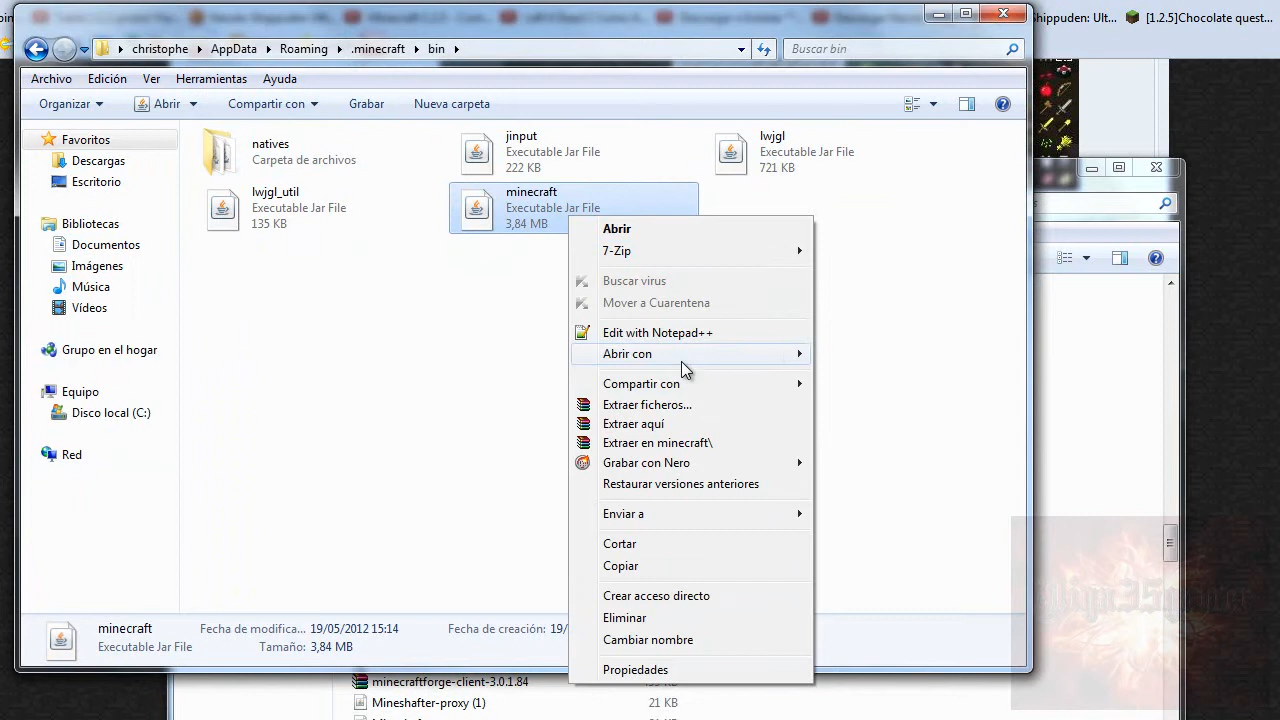 Shippuden: Ult...
[1.2.5]Chocolate quest...
christophe
AppData
Roaming
.minecraft
bin
Buscar bin
Archivo
Edición
Ver
Herramientas
Ayuda
Organizar
Abrir
Compartir con
Grabar
Nueva carpeta
Favoritos
Descargas
Escritorio
Bibliotecas
Documentos
Imágenes
Música
Vídeos
Grupo en el hogar
Equipo
Disco local (C:)
Red
natives
Carpeta de archivos
jinput
Executable Jar File
222 KB
lwjgl
Executable Jar File
721 KB
lwjgl_util
Executable Jar File
135 KB
minecraft
Executable Jar File
3,84 MB
Abrir
7-Zip
Buscar virus
Mover a Cuarentena
Edit with Notepad++
Abrir con
Compartir con
Extraer ficheros...
Extraer aquí
Extraer en minecraft\
Grabar con Nero
Restaurar versiones anteriores
Enviar a
Cortar
Copiar
Crear acceso directo
Eliminar
Cambiar nombre
Propiedades
minecraft
Executable Jar File
Fecha de modifica... 19/05/2012 15:14
Tamaño: 3,84 MB
Fecha de creación: 19/
minecraftforge-client-3.0.1.84
Mineshafter-proxy (1)
21 KB